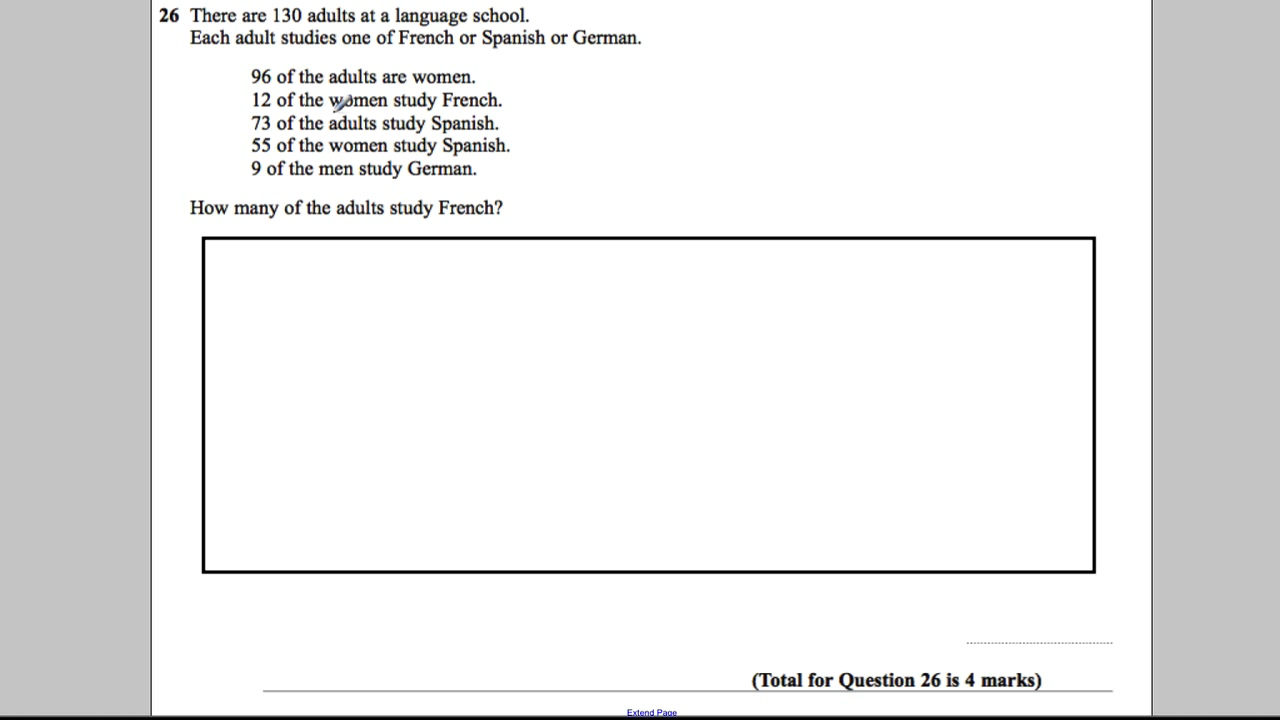 26 There are 130 adults at a language school.
Each adult studies one of French or Spanish or German.
96 of the adults are women.
12 of the women study French.
73 of the adults study Spanish.
55 of the women study Spanish.
9 of the men study German.
How many of the adults study French?
(Total for Question 26 is 4 marks)
Extend Page